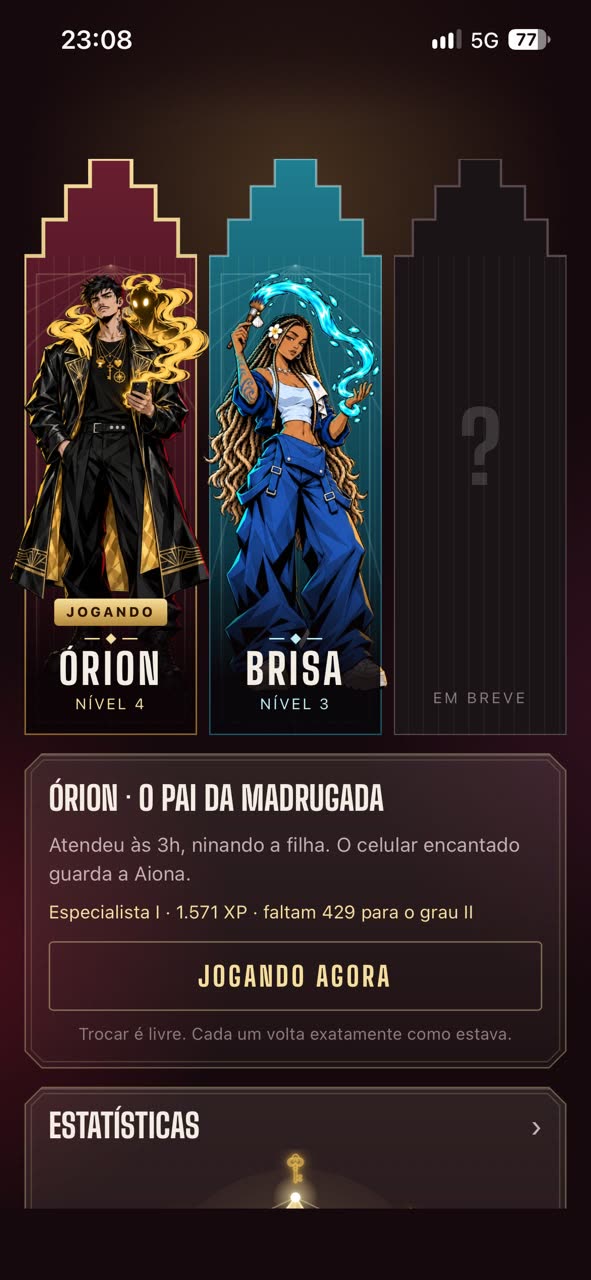 23:08
5G
77
?
JOGANDO
ÓRION
NÍVEL 4
BRISA
NÍVEL 3
EM BREVE
ÓRION · O PAI DA MADRUGADA
Atendeu às 3h, ninando a filha. O celular encantado
guarda a Aiona.
Especialista I · 1.571 XP · faltam 429 para o grau II
JOGANDO AGORA
Trocar é livre. Cada um volta exatamente como estava.
ESTATÍSTICAS
›